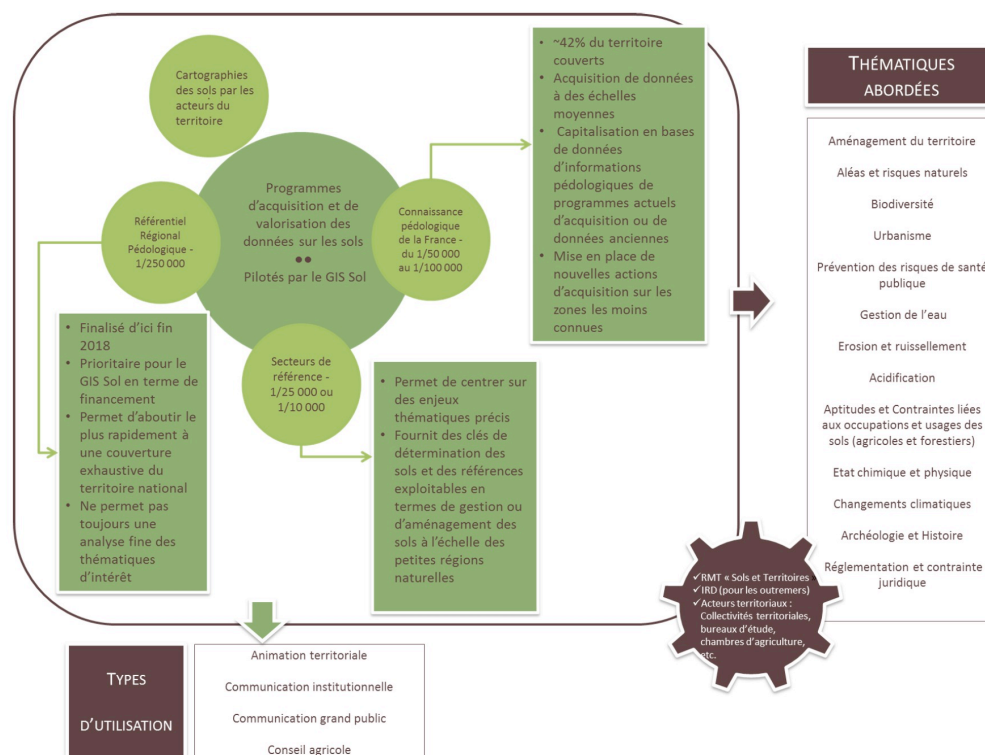 Cartographies
des sols par les
acteurs du
territoire
Programmes
d'acquisition et de
valorisation des
données sur les sols
●●
Pilotés par le GIS Sol
Référentiel
Régional
Pédologique -
1/250 000
Connaissance
pédologique
de la France -
du 1/50 000
au 1/100 000
Secteurs de
référence -
1/25 000 ou
1/10 000
• ~42% du territoire
couverts
• Acquisition de données
à des échelles
moyennes
• Capitalisation en bases
de données
d'informations
pédologiques de
programmes actuels
d'acquisition ou de
données anciennes
• Mise en place de
nouvelles actions
d'acquisition sur les
zones les moins
connues
• Finalisé d'ici fin
2018
• Prioritaire pour le
GIS Sol en terme de
financement
• Permet d'aboutir le
plus rapidement à
une couverture
exhaustive du
territoire national
• Ne permet pas
toujours une
analyse fine des
thématiques
d'intérêt
• Permet de centrer sur
des enjeux
thématiques précis
• Fournit des clés de
détermination des
sols et des références
exploitables en
termes de gestion ou
d'aménagement des
sols à l'échelle des
petites régions
naturelles
✓RMT « Sols et Territoires »
✓IRD (pour les outremers)
✓Acteurs territoriaux :
Collectivités territoriales,
bureaux d'étude,
chambres d'agriculture,
etc.
THÉMATIQUES
ABORDÉES
Aménagement du territoire
Aléas et risques naturels
Biodiversité
Urbanisme
Prévention des risques de santé
publique
Gestion de l'eau
Erosion et ruissellement
Acidification
Aptitudes et Contraintes liées
aux occupations et usages des
sols (agricoles et forestiers)
Etat chimique et physique
Changements climatiques
Archéologie et Histoire
Réglementation et contrainte
juridique
TYPES
D'UTILISATION
Animation territoriale
Communication institutionnelle
Communication grand public
Conseil agricole